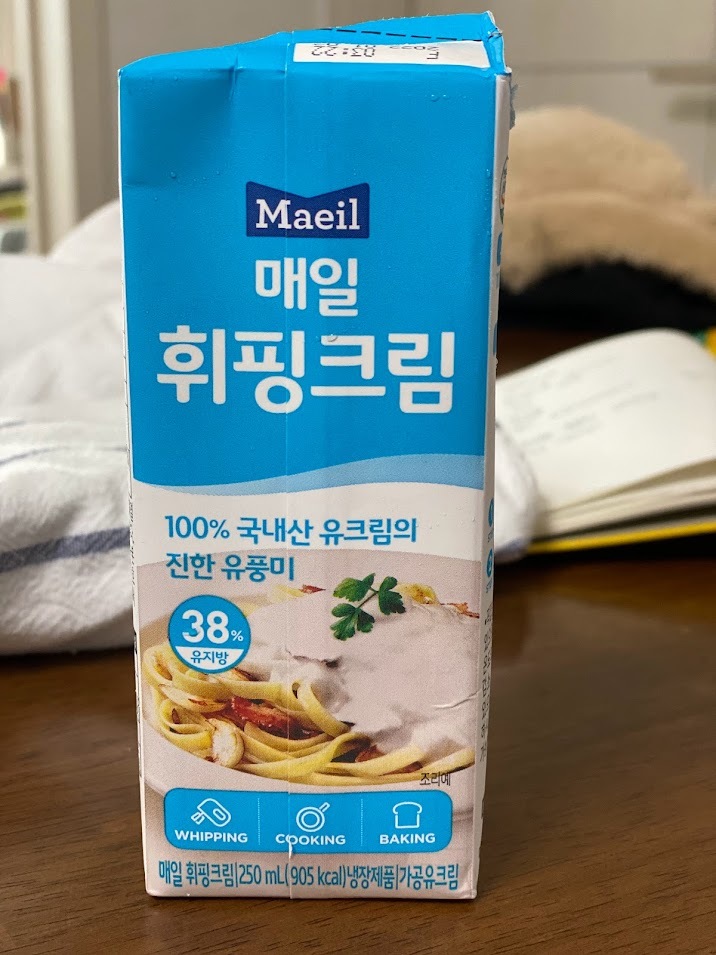 Maeil
매일
휘핑크림
100% 국내산 유크림의
진한 유풍미
38%
유지방
조리예
WHIPPING
COOKING
BAKING
매일 휘핑크림|250 mL(905 kcal)냉장제품|가공유크림